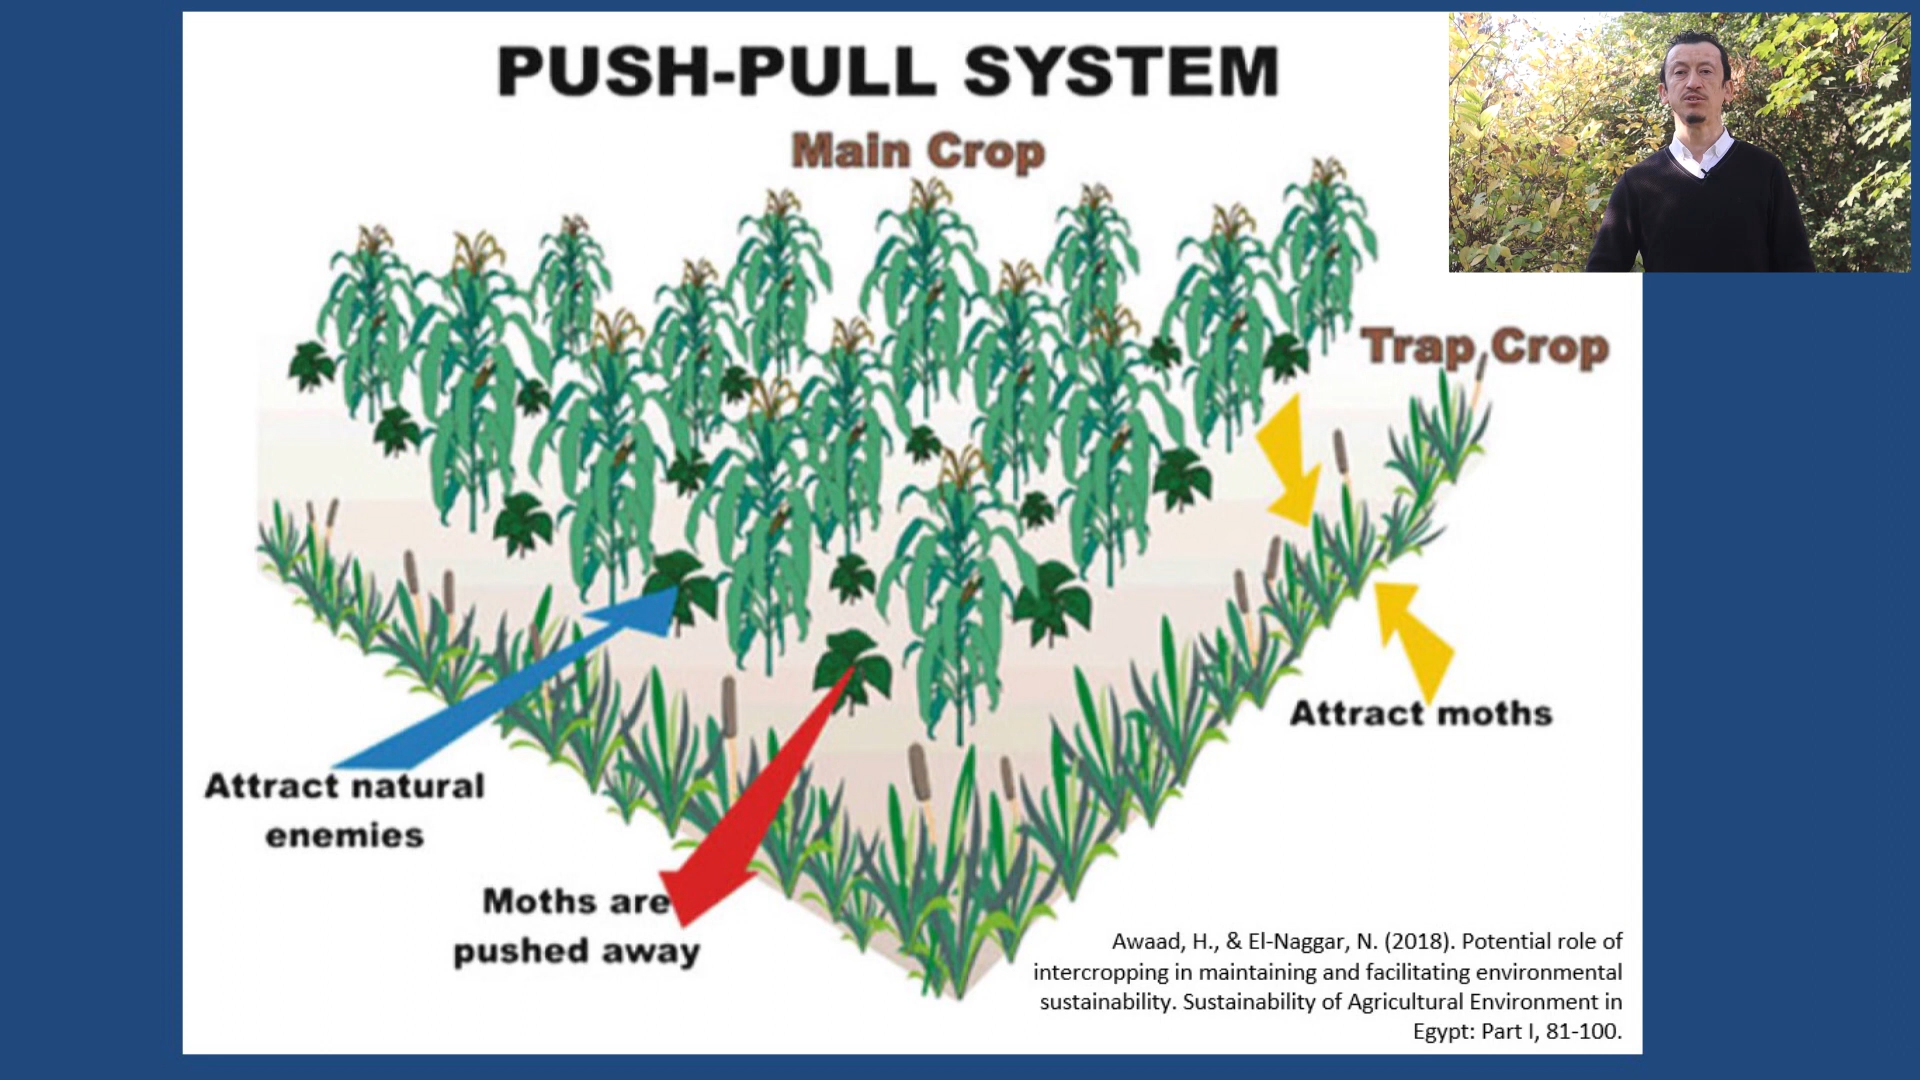 PUSH-PULL SYSTEM
Main Crop
Trap Crop
Attract moths
Attract natural
enemies
Moths are
pushed away
Awaad, H., & El-Naggar, N. (2018). Potential role of
intercropping in maintaining and facilitating environmental
sustainability. Sustainability of Agricultural Environment in
Egypt: Part I, 81-100.